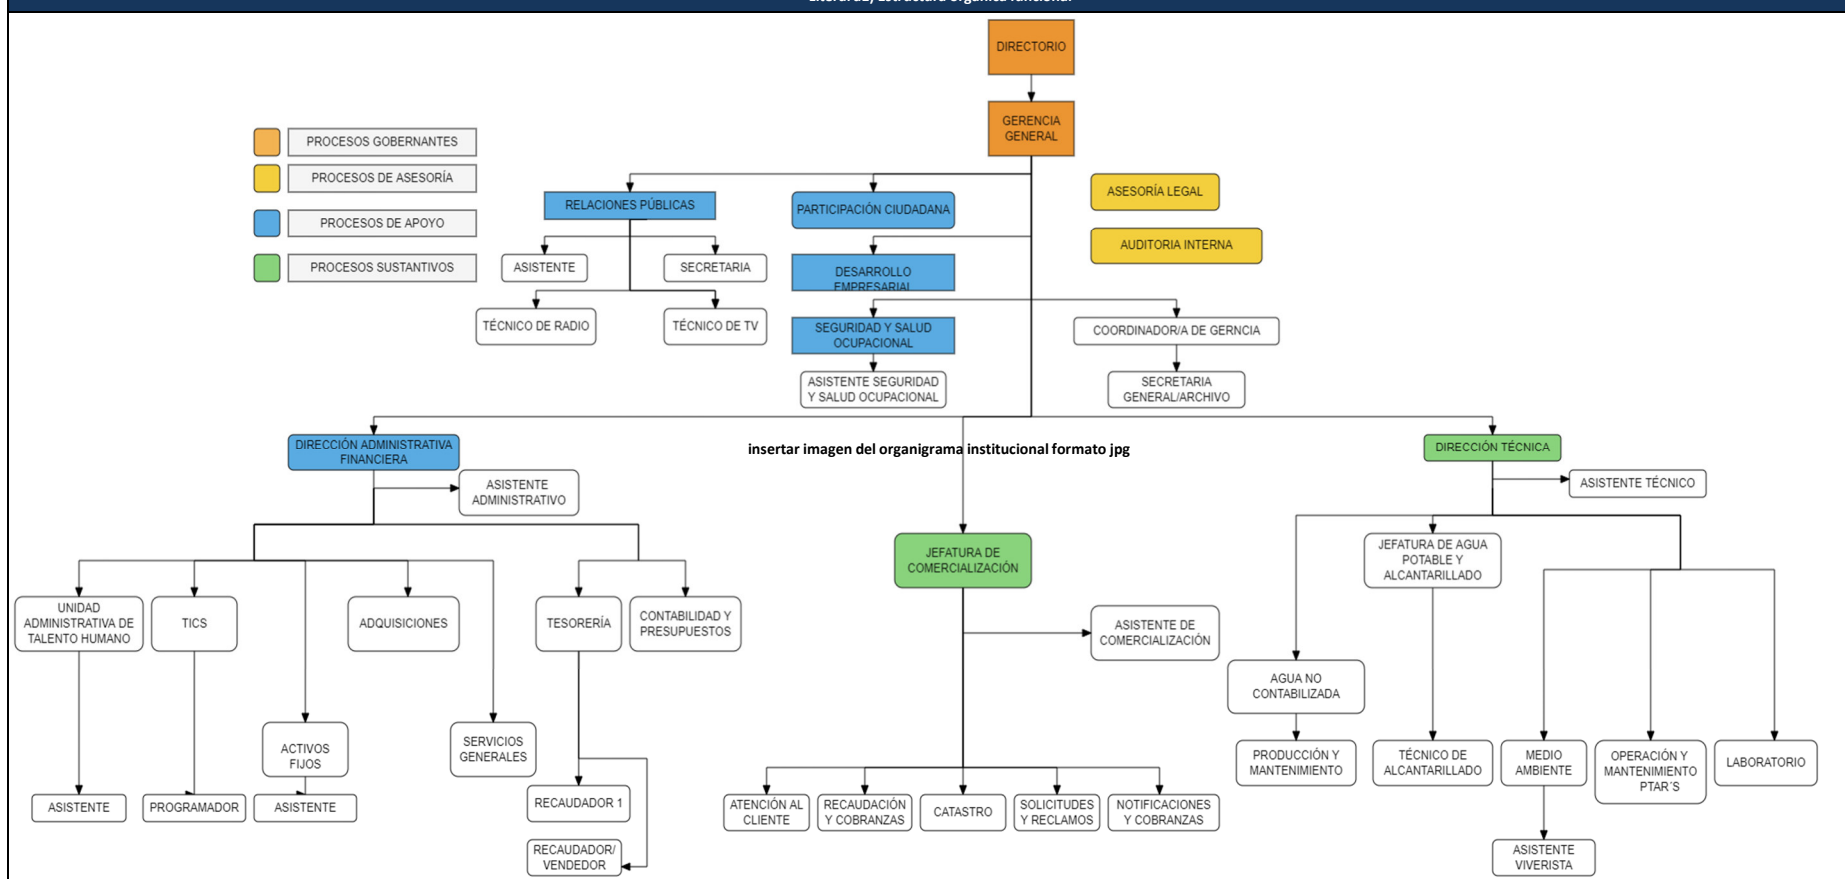 DIRECTORIO
GERENCIA
GENERAL
PROCESOS GOBERNANTES
PROCESOS DE ASESORÍA
PROCESOS DE APOYO
PROCESOS SUSTANTIVOS
RELACIONES PÚBLICAS
PARTICIPACIÓN CIUDADANA
ASESORÍA LEGAL
AUDITORIA INTERNA
ASISTENTE
SECRETARIA
DESARROLLO
EMPRESARIAL
TÉCNICO DE RADIO
TÉCNICO DE TV
SEGURIDAD Y SALUD
OCUPACIONAL
COORDINADOR/A DE GERNCIA
ASISTENTE SEGURIDAD
Y SALUD OCUPACIONAL
SECRETARIA
GENERAL/ARCHIVO
DIRECCIÓN ADMINISTRATIVA
FINANCIERA
insertar imagen del organigrama institucional formato jpg
DIRECCIÓN TÉCNICA
ASISTENTE
ADMINISTRATIVO
ASISTENTE TÉCNICO
JEFATURA DE
COMERCIALIZACIÓN
JEFATURA DE AGUA
POTABLE Y
ALCANTARILLADO
UNIDAD
ADMINISTRATIVA DE
TALENTO HUMANO
TICS
ADQUISICIONES
TESORERÍA
CONTABILIDAD Y
PRESUPUESTOS
ASISTENTE DE
COMERCIALIZACIÓN
AGUA NO
CONTABILIZADA
ACTIVOS
FIJOS
SERVICIOS
GENERALES
PRODUCCIÓN Y
MANTENIMIENTO
TÉCNICO DE
ALCANTARILLADO
MEDIO
AMBIENTE
OPERACIÓN Y
MANTENIMIENTO
PTAR´S
LABORATORIO
ASISTENTE
PROGRAMADOR
ASISTENTE
RECAUDADOR 1
ATENCIÓN AL
CLIENTE
RECAUDACIÓN
Y COBRANZAS
CATASTRO
SOLICITUDES
Y RECLAMOS
NOTIFICACIONES
Y COBRANZAS
RECAUDADOR/
VENDEDOR
ASISTENTE
VIVERISTA